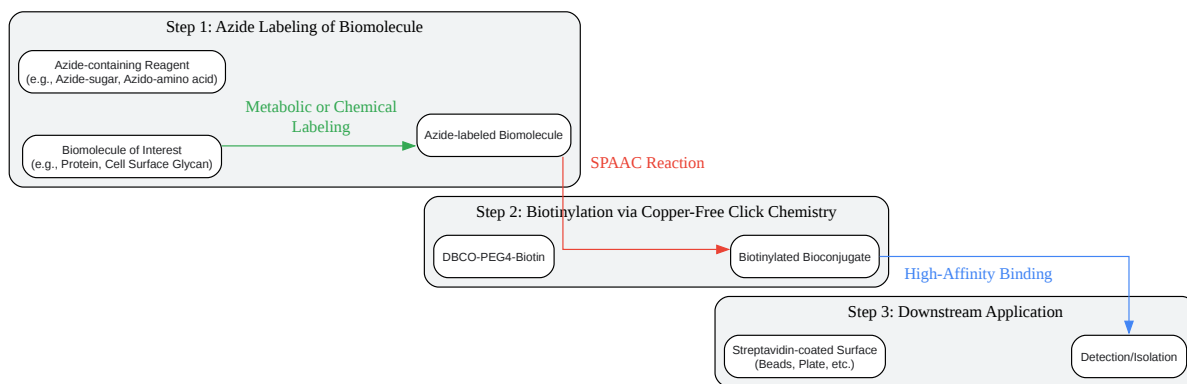 Step 1: Azide Labeling of Biomolecule
Azide-containing Reagent
(e.g., Azide-sugar, Azido-amino acid)
Metabolic or Chemical
Labeling
Azide-labeled Biomolecule
Biomolecule of Interest
(e.g., Protein, Cell Surface Glycan)
SPAAC Reaction
Step 2: Biotinylation via Copper-Free Click Chemistry
DBCO-PEG4-Biotin
Biotinylated Bioconjugate
High-Affinity Binding
Step 3: Downstream Application
Streptavidin-coated Surface
(Beads, Plate, etc.)
Detection/Isolation